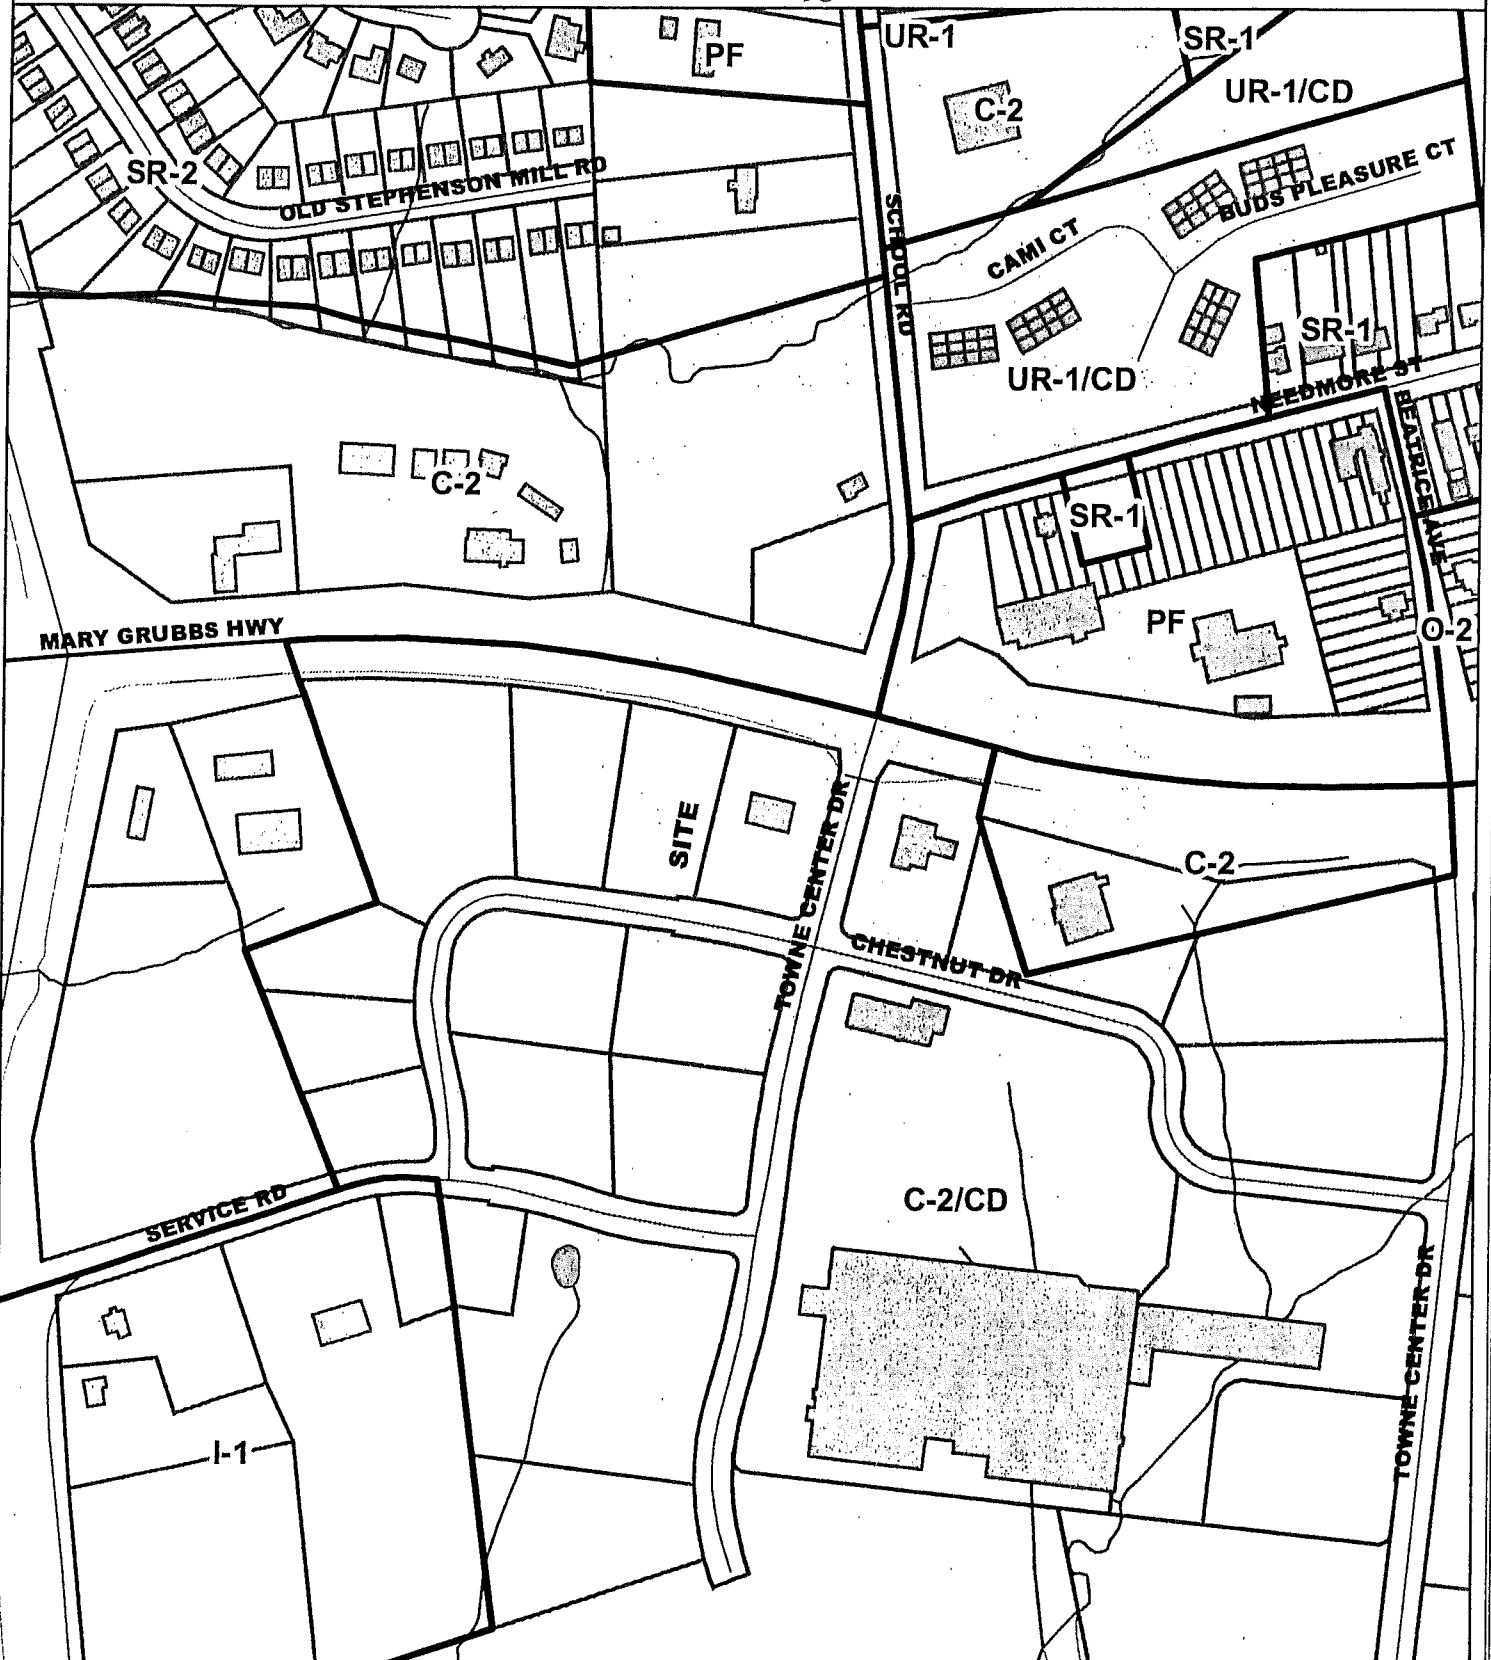 PF
UR-1
SR-1
C-2
UR-1/CD
SR-2
OLD STEPHENSON MILL RD
SCHOOL RD
BUDS PLEASURE CT
CAMI CT
SR-1
UR-1/CD
NEEDMORE ST
BEATRICE AVE
C-2
SR-1
PF
O-2
MARY GRUBBS HWY
SITE
TOWNE CENTER DR
C-2
CHESTNUT DR
SERVICE RD
C-2/CD
TOWNE CENTER DR
I-1